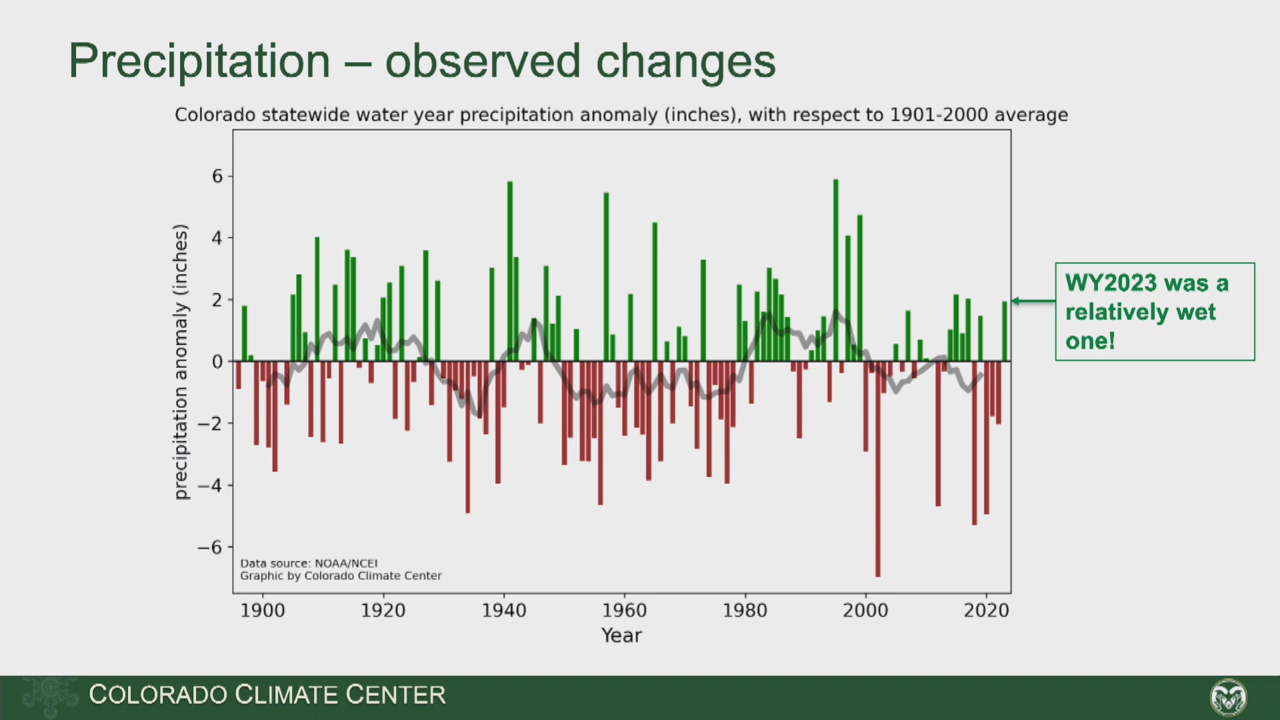 Precipitation – observed changes
Colorado statewide water year precipitation anomaly (inches), with respect to 1901-2000 average
precipitation anomaly (inches)
6
4
2
0
−2
−4
−6
WY2023 was a
relatively wet
one!
Data source: NOAA/NCEI
Graphic by Colorado Climate Center
1900 1920 1940 1960 1980 2000 2020
Year
COLORADO CLIMATE CENTER